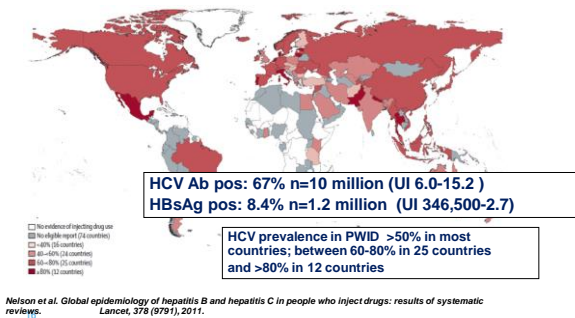 HCV Ab pos: 67% n=10 million (UI 6.0-15.2 )
HBsAg pos: 8.4% n=1.2 million (UI 346,500-2.7)
No evidence of injecting drug use
No eligible report (74 countries)
<40% (16 countries)
40–<60% (24 countries)
60–<80% (25 countries)
≥80% (12 countries)
HCV prevalence in PWID >50% in most
countries; between 60-80% in 25 countries
and >80% in 12 countries
Nelson et al. Global epidemiology of hepatitis B and hepatitis C in people who inject drugs: results of systematic
reviews. Lancet, 378 (9791), 2011.